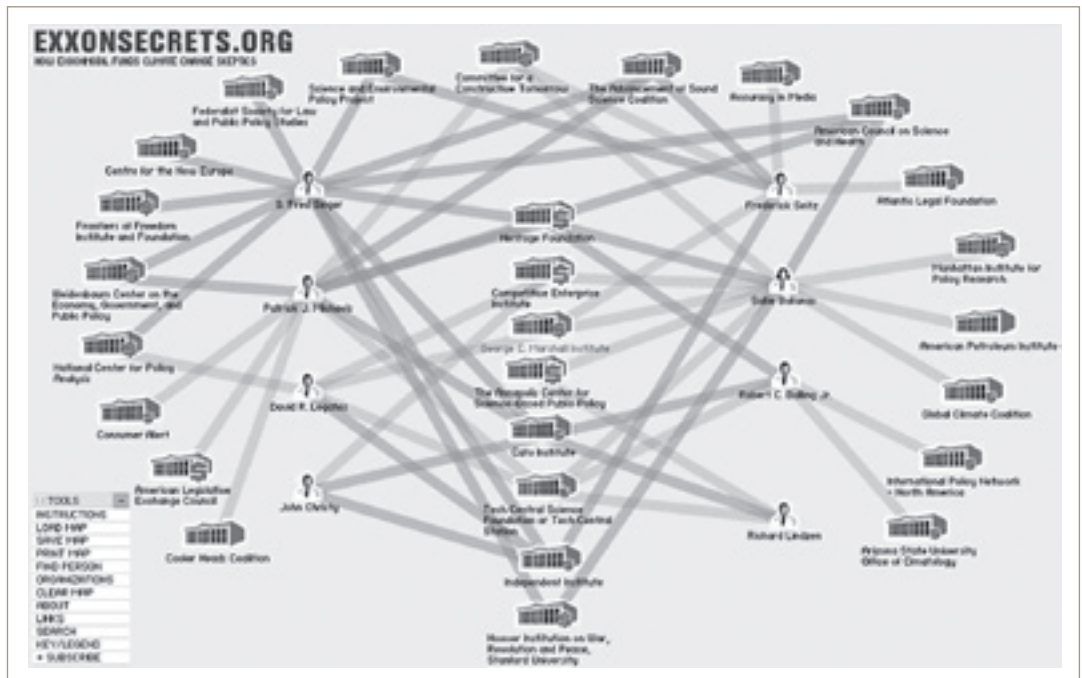 EXXONSECRETS.ORG
HOW EXXONMOBIL FUNDS CLIMATE CHANGE SKEPTICS
Science and Environmental
Policy Project
Committee for a
Constructive Tomorrow
The Advancement of Sound
Science Coalition
Accuracy in Media
Federalist Society for Law
and Public Policy Studies
American Council on Science
and Health
Centre for the New Europe
S. Fred Singer
Frederick Seitz
Atlantic Legal Foundation
Frontiers of Freedom
Institute and Foundation
Heritage Foundation
Manhattan Institute for
Policy Research
Weidenbaum Center on the
Economy, Government, and
Public Policy
Patrick J. Michaels
Competitive Enterprise
Institute
Sallie Baliunas
George C. Marshall Institute
American Petroleum Institute
National Center for Policy
Analysis
The Annapolis Center for
Science-Based Public Policy
David R. Legates
Robert C. Balling Jr.
Global Climate Coalition
Consumer Alert
Cato Institute
International Policy Network
- North America
American Legislative
Exchange Council
John Christy
Tech Central Science
Foundation or Tech Central
Station
Richard Lindzen
Arizona State University
Office of Climatology
Cooler Heads Coalition
Independent Institute
Hoover Institution on War,
Revolution and Peace,
Stanford University
TOOLS
INSTRUCTIONS
LOAD MAP
SAVE MAP
PRINT MAP
FIND PERSON
ORGANIZATIONS
CLEAR MAP
ABOUT
LINKS
SEARCH
KEY/LEGEND
+ SUBSCRIBE